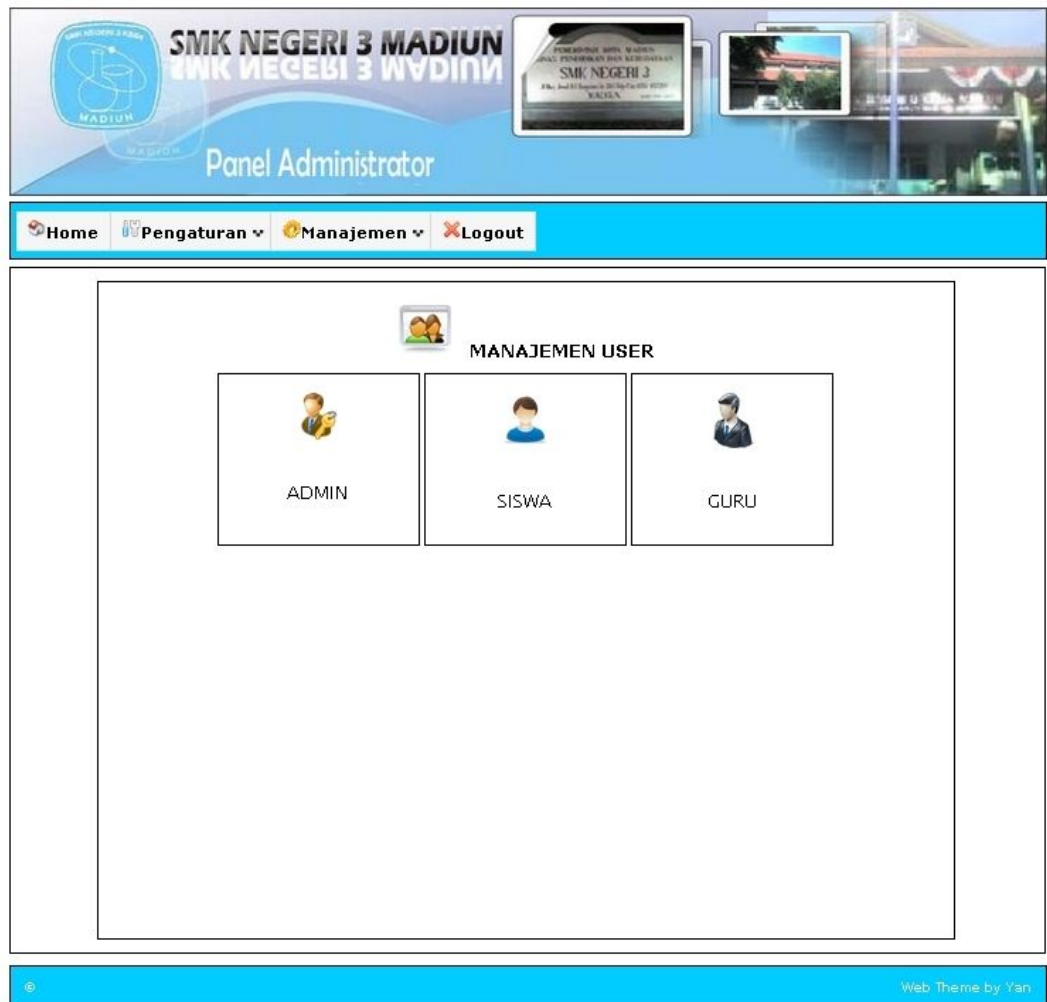 SMK NEGERI 3 MADIUN
MADIUN
SMK NEGERI 3
Panel Administrator
Home Pengaturan Manajemen Logout
MANAJEMEN USER
ADMIN SISWA GURU
© Web Theme by Yan